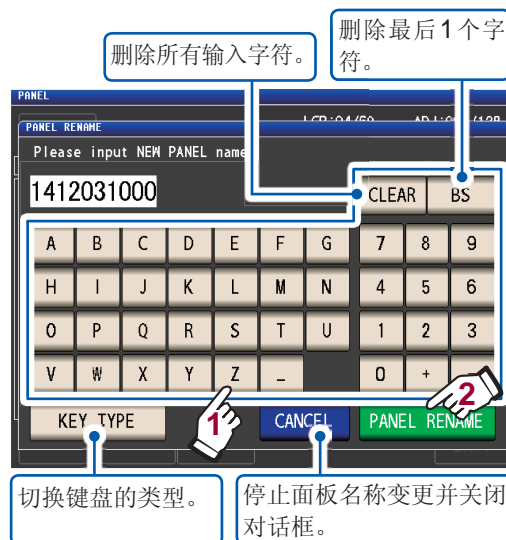 删除最后1个字
符。
删除所有输入字符。
PANEL
PANEL RENAME
Please input NEW PANEL name
1412031000
CLEAR BS
A B C D E F G 7 8 9
H I J K L M N 4 5 6
O P Q R S T U 1 2 3
V W X Y Z _ 0 +
1
2
KEY TYPE CANCEL PANEL RENAME
切换键盘的类型。
停止面板名称变更并关闭
对话框。